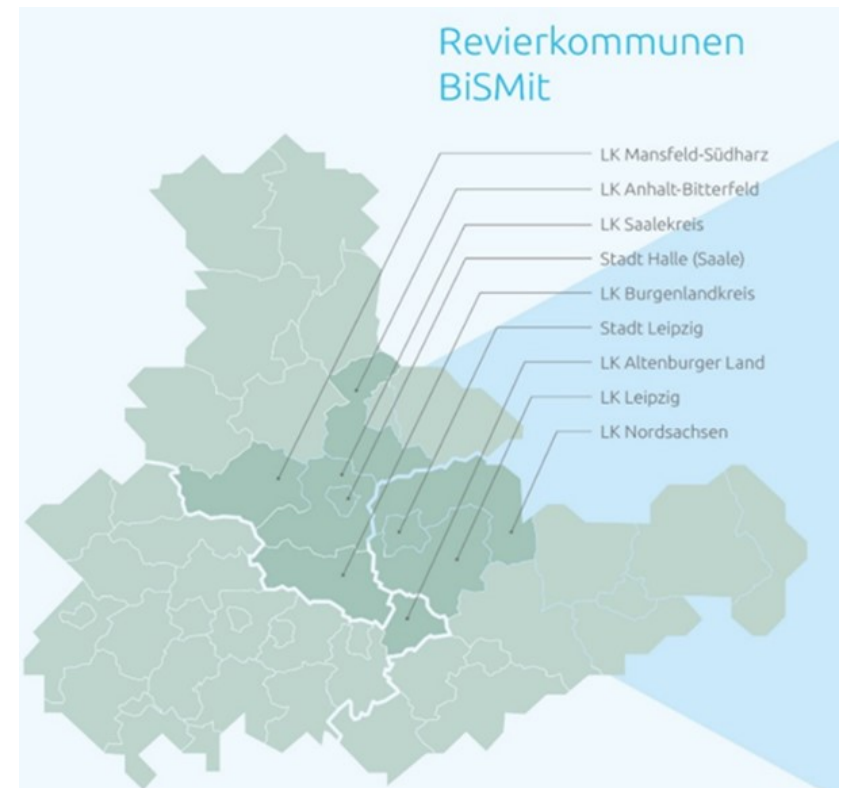 Revierkommunen
BiSMit
LK Mansfeld-Südharz
LK Anhalt-Bitterfeld
LK Saalekreis
Stadt Halle (Saale)
LK Burgenlandkreis
Stadt Leipzig
LK Altenburger Land
LK Leipzig
LK Nordsachsen